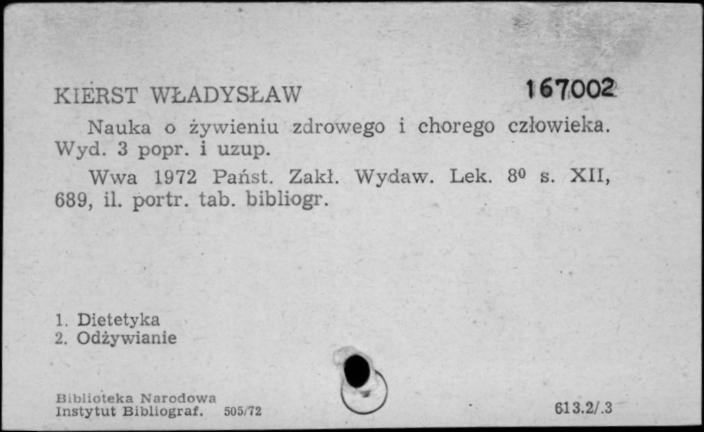 KIERST WŁADYSŁAW 167002
Nauka o żywieniu zdrowego i chorego człowieka.
Wyd. 3 popr. i uzup.
Wwa 1972 Państ. Zakł. Wydaw. Lek. 8⁰ s. XII,
689, il. portr. tab. bibliogr.
1. Dietetyka
2. Odżywianie
Biblioteka Narodowa
Instytut Bibliograf. 505/72 613.2/.3